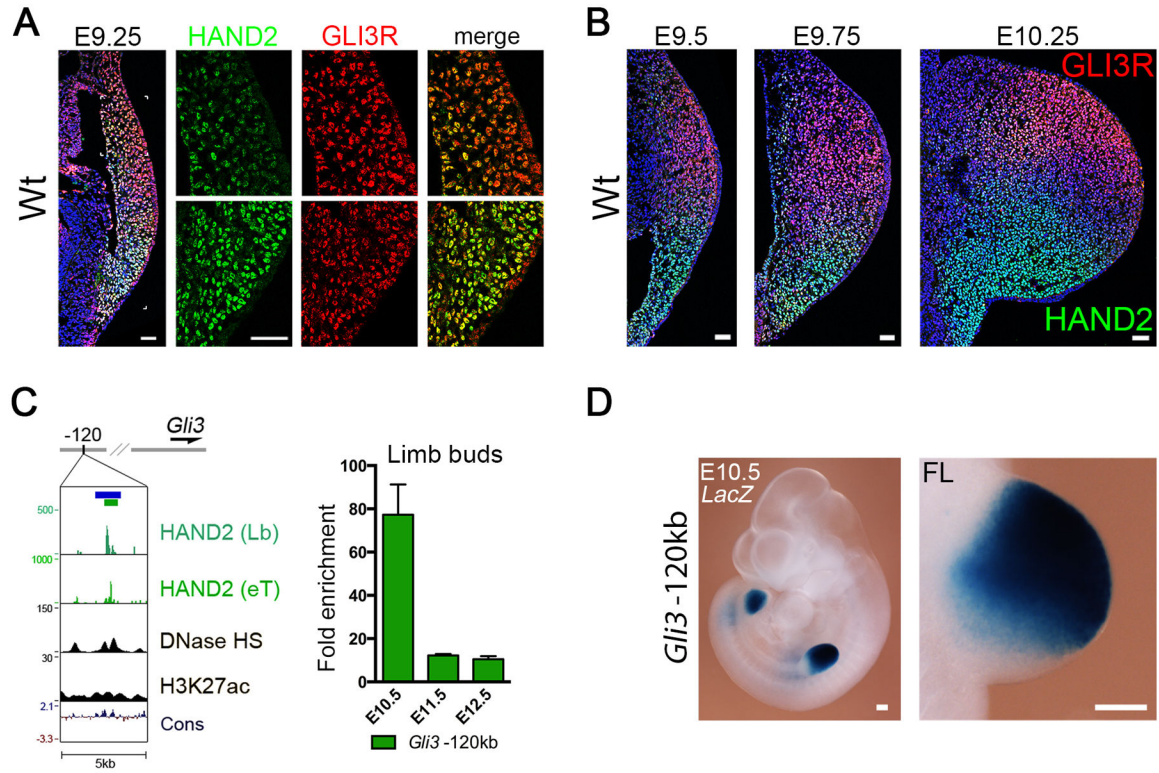 A
E9.25
HAND2
GLI3R
merge
Wt
B
E9.5
E9.75
E10.25
GLI3R
Wt
HAND2
C
Gli3
-120
500
HAND2 (Lb)
1000
HAND2 (eT)
150
DNase HS
30
H3K27ac
2.1
Cons
-3.3
5kb
Limb buds
Fold enrichment
100
80
60
40
20
0
E10.5
E11.5
E12.5
Gli3 -120kb
D
Gli3 -120kb
E10.5
LacZ
FL